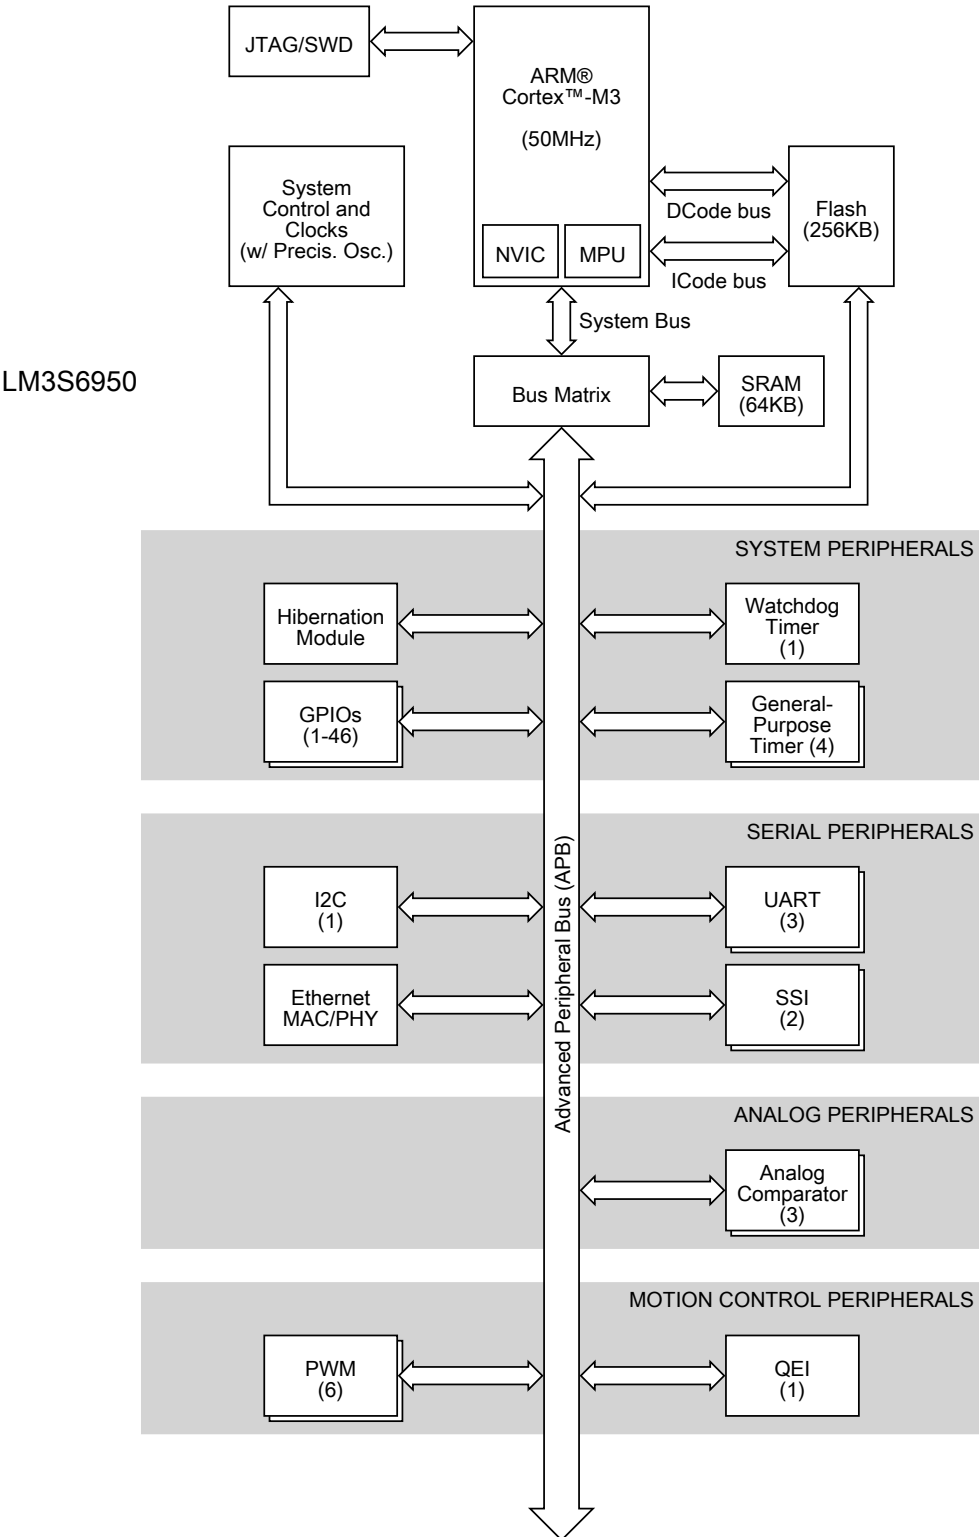 JTAG/SWD
ARM®
Cortex™-M3
(50MHz)
System
Control and
Clocks
(w/ Precis. Osc.)
DCode bus
Flash
(256KB)
NVIC
MPU
ICode bus
System Bus
LM3S6950
Bus Matrix
SRAM
(64KB)
SYSTEM PERIPHERALS
Hibernation
Module
Watchdog
Timer
(1)
GPIOs
(1-46)
General-
Purpose
Timer (4)
Advanced Peripheral Bus (APB)
SERIAL PERIPHERALS
I2C
(1)
UART
(3)
Ethernet
MAC/PHY
SSI
(2)
ANALOG PERIPHERALS
Analog
Comparator
(3)
MOTION CONTROL PERIPHERALS
PWM
(6)
QEI
(1)